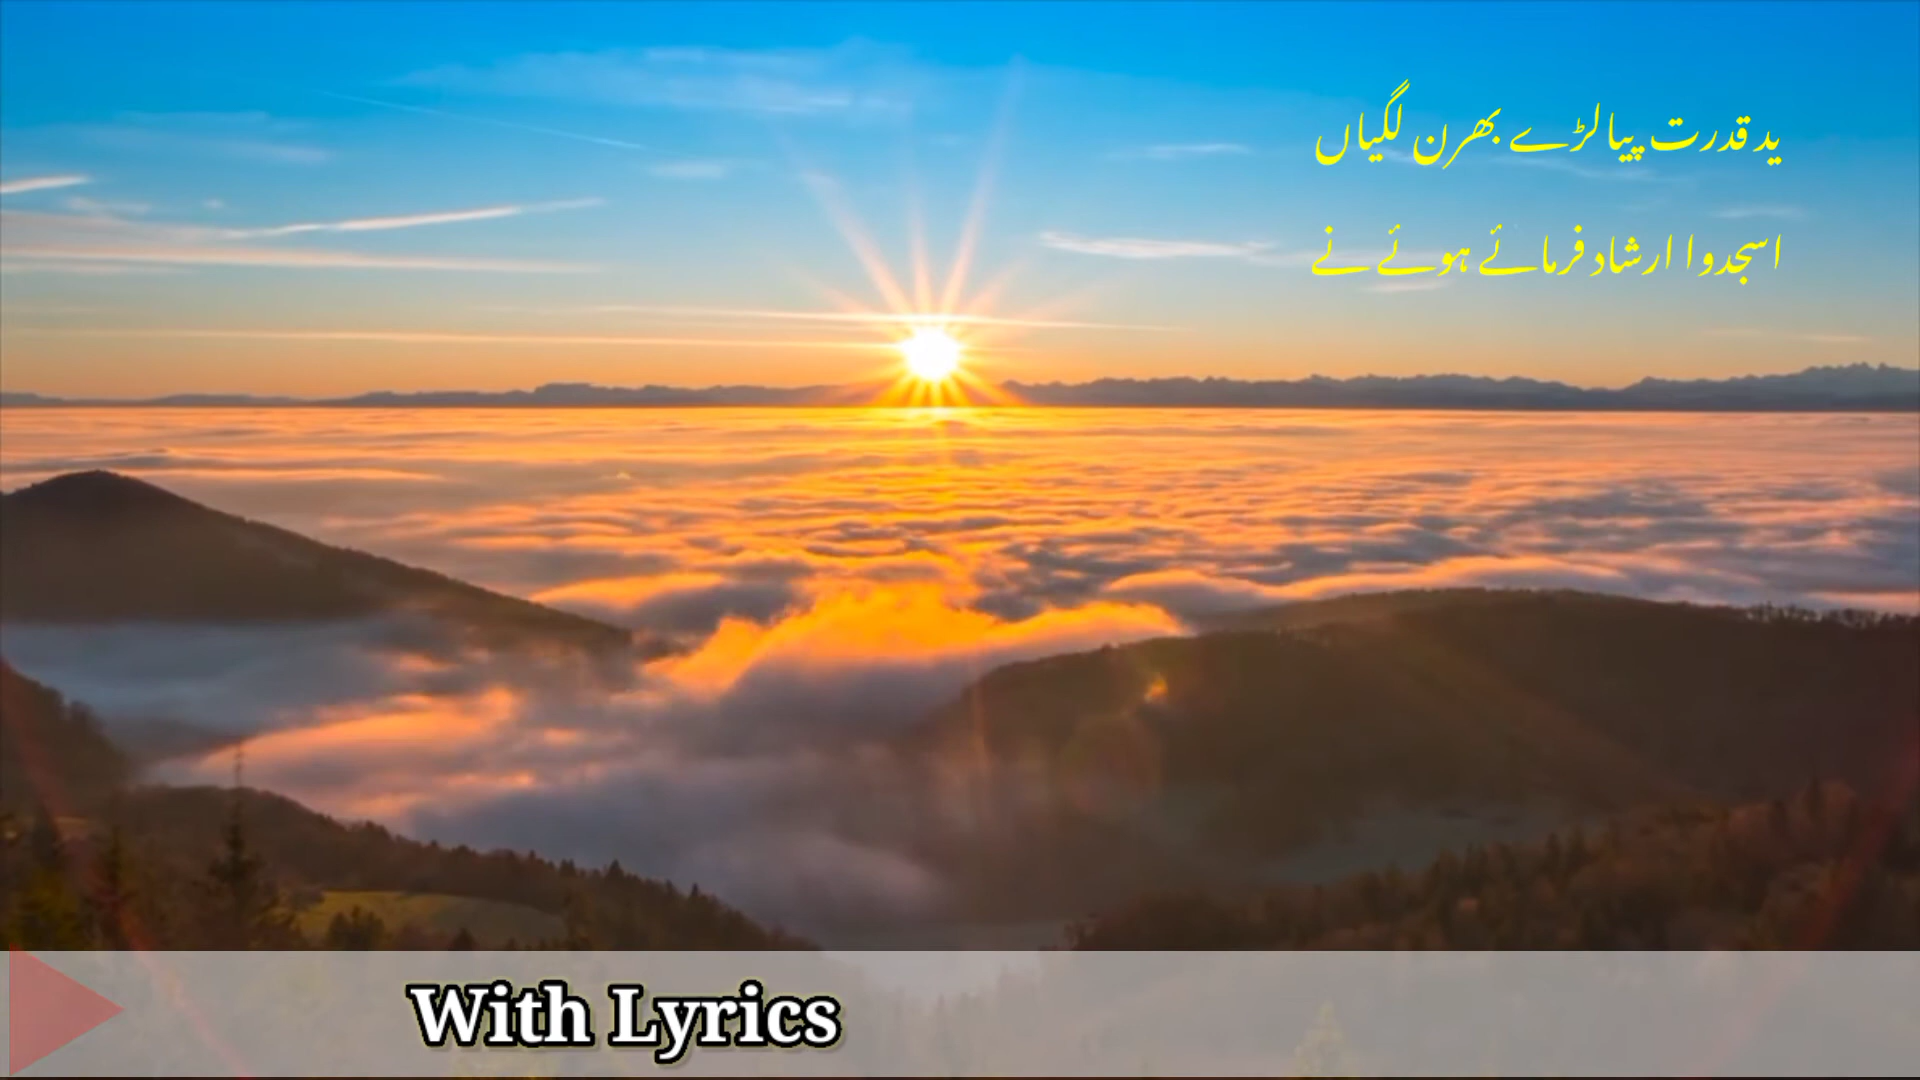 ید قدرت پیالڑے بھرن لگیاں
اسجدوا ارشاد فرمائے ہوئے نے
With Lyrics